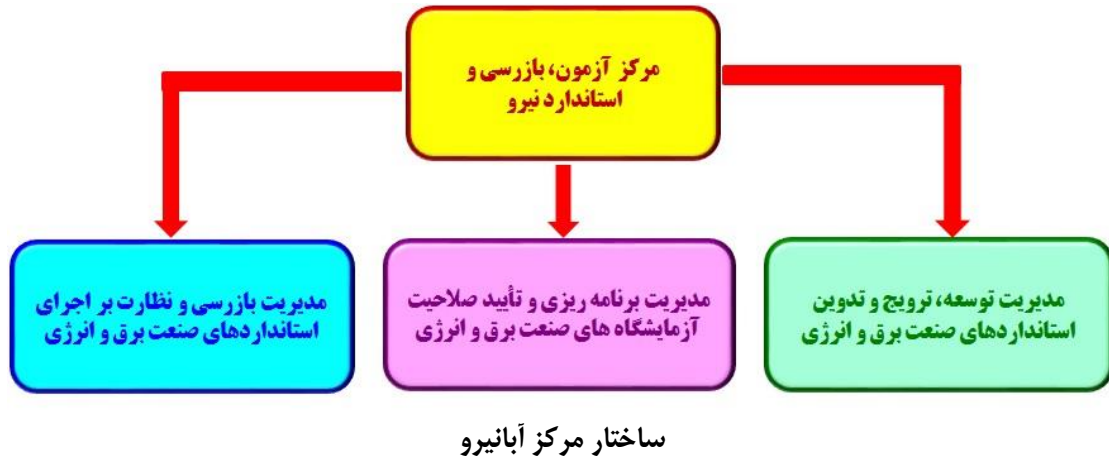 مرکز آزمون، بازرسی و
استاندارد نیرو
مدیریت توسعه، ترویج و تدوین
استانداردهای صنعت برق و انرژی
مدیریت برنامه ریزی و تأیید صلاحیت
آزمایشگاه های صنعت برق و انرژی
مدیریت بازرسی و نظارت بر اجرای
استانداردهای صنعت برق و انرژی
ساختار مرکز آبانیرو